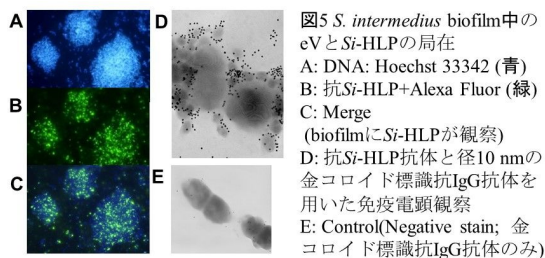 A
B
C
D
E
図5 S. intermedius biofilm中の
eVとSi-HLPの局在
A: DNA: Hoechst 33342 (青)
B: 抗Si-HLP+Alexa Fluor (緑)
C: Merge
(biofilmにSi-HLPが観察)
D: 抗Si-HLP抗体と径10 nmの
金コロイド標識抗IgG抗体を
用いた免疫電顕観察
E: Control(Negative stain; 金
コロイド標識抗IgG抗体のみ)